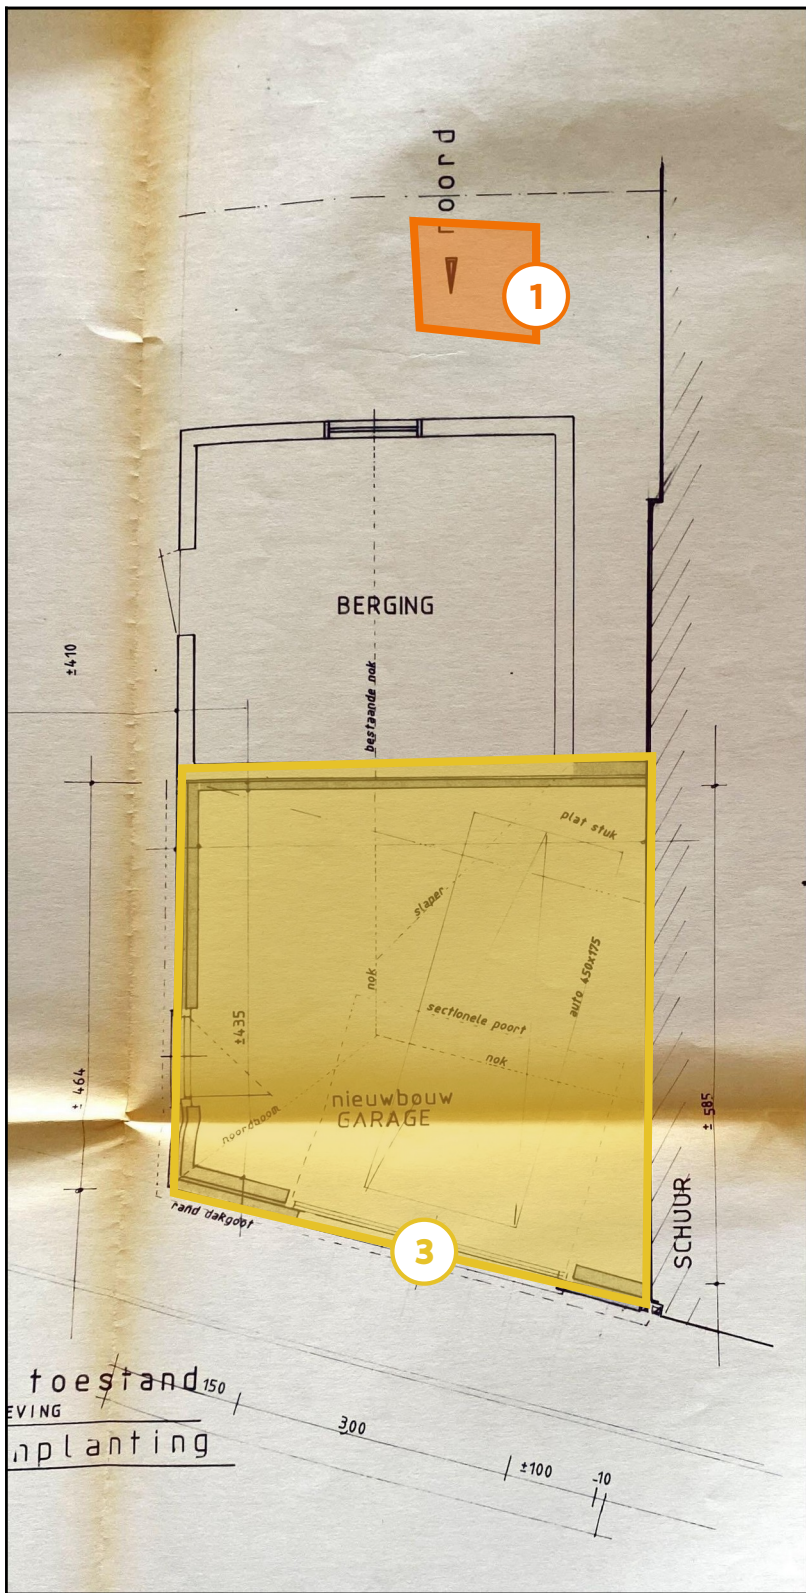 noord
1
BERGING
±410
bestaande nok
plat stuk
slaper
nok
auto 450x175
sectionele poort
±435
nok
nieuwbouw
GARAGE
noordboom
± 464
± 585
SCHUUR
rand dakgoot
3
toestand
EVING
nplanting
150
300
±100
10